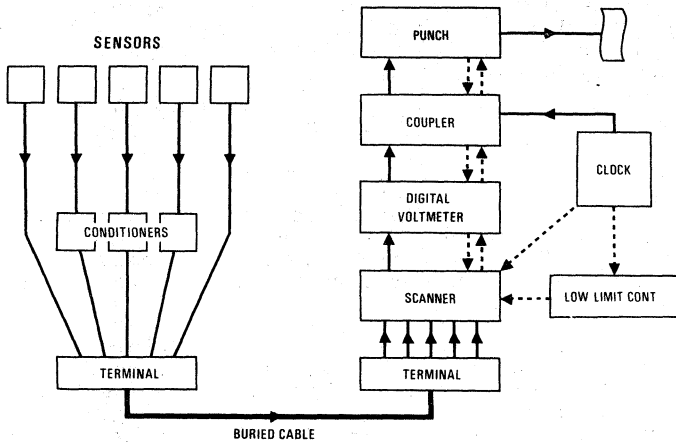 SENSORS
CONDITIONERS
TERMINAL
BURIED CABLE
PUNCH
COUPLER
CLOCK
DIGITAL
VOLTMETER
SCANNER
LOW LIMIT CONT
TERMINAL